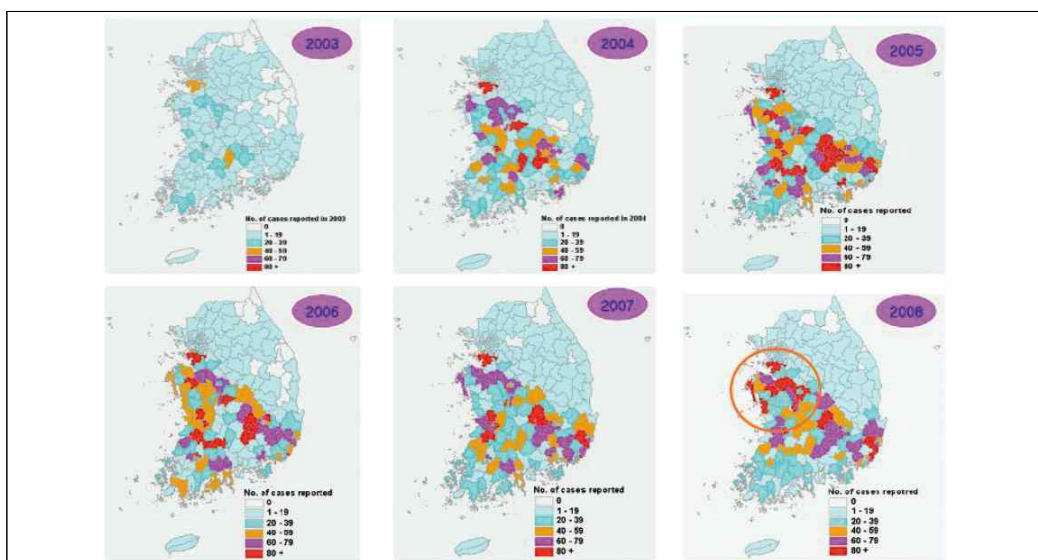 2003
No. of cases reported in 2003
0
1 - 19
20 - 39
40 - 59
60 - 79
80 +
2004
No. of cases reported in 2004
0
1 - 19
20 - 39
40 - 59
60 - 79
80 +
2005
No. of cases reported
0
1 - 19
20 - 39
40 - 59
60 - 79
80 +
2006
No. of cases reported
0
1 - 19
20 - 39
40 - 59
60 - 79
80 +
2007
No. of cases reported
0
1 - 19
20 - 39
40 - 59
60 - 79
80 +
2008
No. of cases repotred
0
1 - 19
20 - 39
40 - 59
60 - 79
80 +